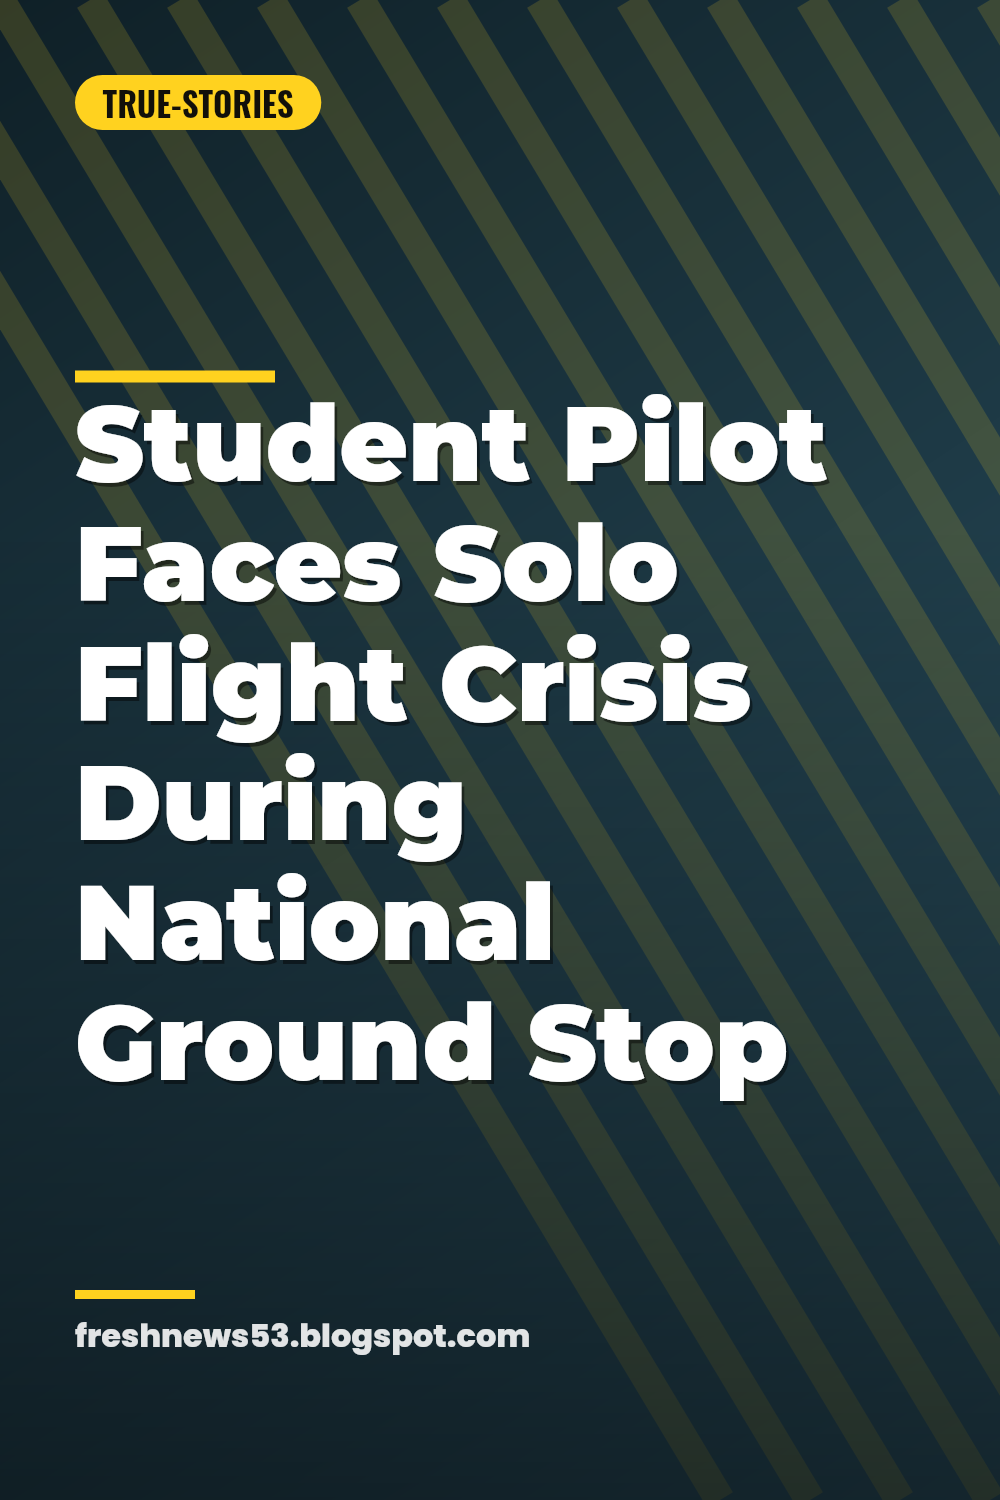 TRUE-STORIES
Student Pilot
Faces Solo
Flight Crisis
During
National
Ground Stop
freshnews53.blogspot.com